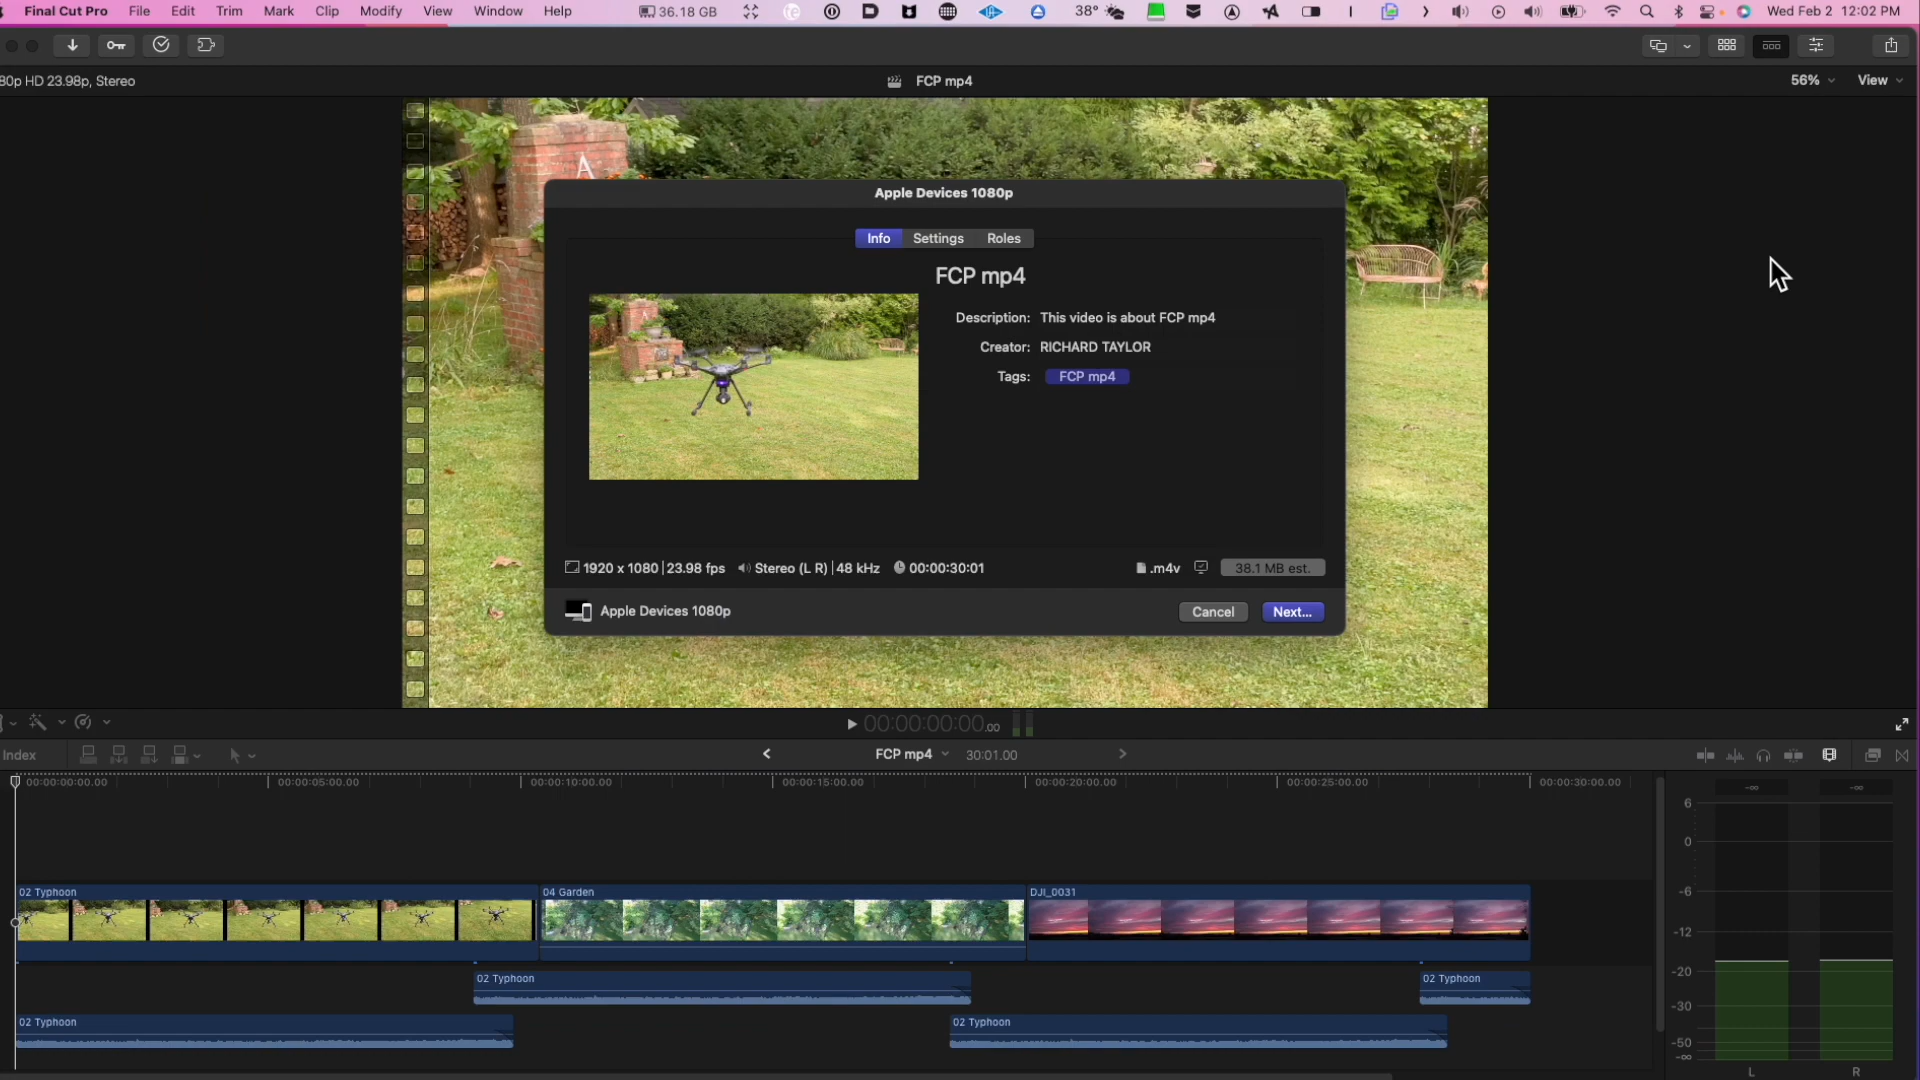 Final Cut Pro File Edit Trim Mark Clip Modify View Window Help 36.18 GB 38° Wed Feb 2 12:02 PM
80p HD 23.98p, Stereo FCP mp4 56% View
Apple Devices 1080p
Info Settings Roles
FCP mp4
Description: This video is about FCP mp4
Creator: RICHARD TAYLOR
Tags: FCP mp4
1920 x 1080 | 23.98 fps Stereo (L R) | 48 kHz 00:00:30:01 .m4v 38.1 MB est.
Apple Devices 1080p Cancel Next...
00:00:00:00.00
Index FCP mp4 30:01.00
00:00:00:00.00 00:00:05:00.00 00:00:10:00.00 00:00:15:00.00 00:00:20:00.00 00:00:25:00.00 00:00:30:00.00
02 Typhoon 04 Garden DJI_0031
02 Typhoon 02 Typhoon
02 Typhoon 02 Typhoon
-∞ -∞
6
0
-6
-12
-20
-30
-50
-∞
L R